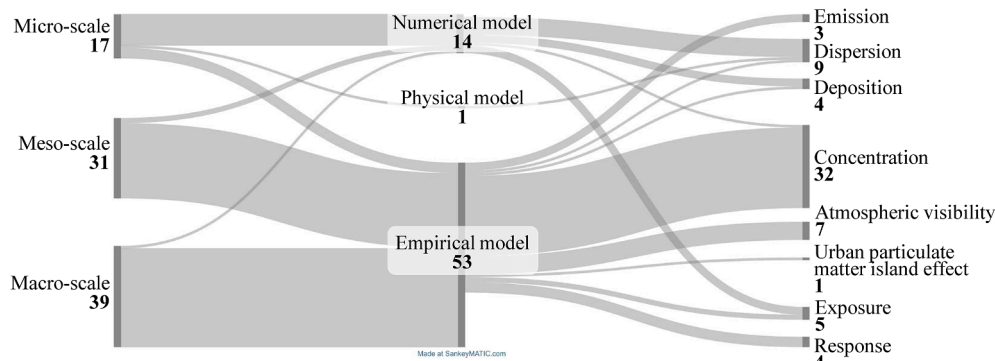 Micro-scale
17
Meso-scale
31
Macro-scale
39
Numerical model
14
Physical model
1
Empirical model
53
Emission
3
Dispersion
9
Deposition
4
Concentration
32
Atmospheric visibility
7
Urban particulate
matter island effect
1
Exposure
5
Response
Made at SankeyMATIC.com